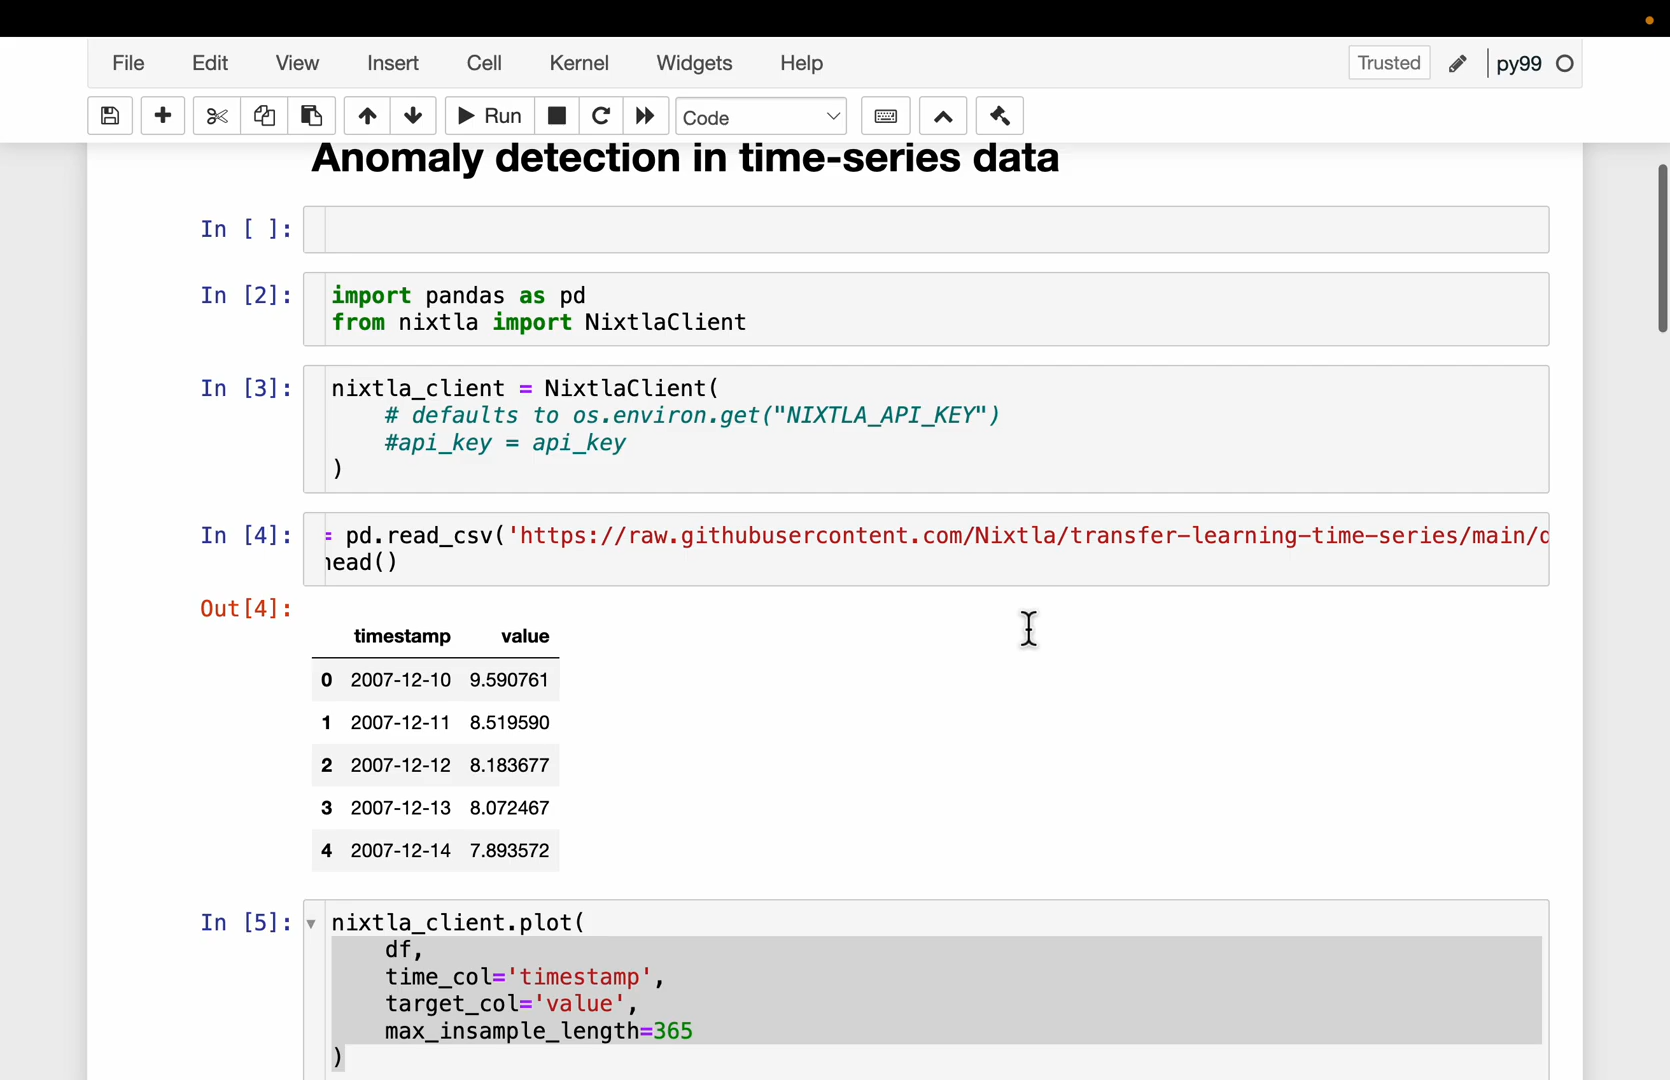 File Edit View Insert Cell Kernel Widgets Help Trusted py99
Run Code
Anomaly detection in time-series data
In [ ]:
In [2]: import pandas as pd
from nixtla import NixtlaClient
In [3]: nixtla_client = NixtlaClient(
# defaults to os.environ.get("NIXTLA_API_KEY")
#api_key = api_key
)
In [4]: = pd.read_csv('https://raw.githubusercontent.com/Nixtla/transfer-learning-time-series/main/d
head()
Out[4]:
timestamp value
0 2007-12-10 9.590761
1 2007-12-11 8.519590
2 2007-12-12 8.183677
3 2007-12-13 8.072467
4 2007-12-14 7.893572
In [5]: nixtla_client.plot(
df,
time_col='timestamp',
target_col='value',
max_insample_length=365
)